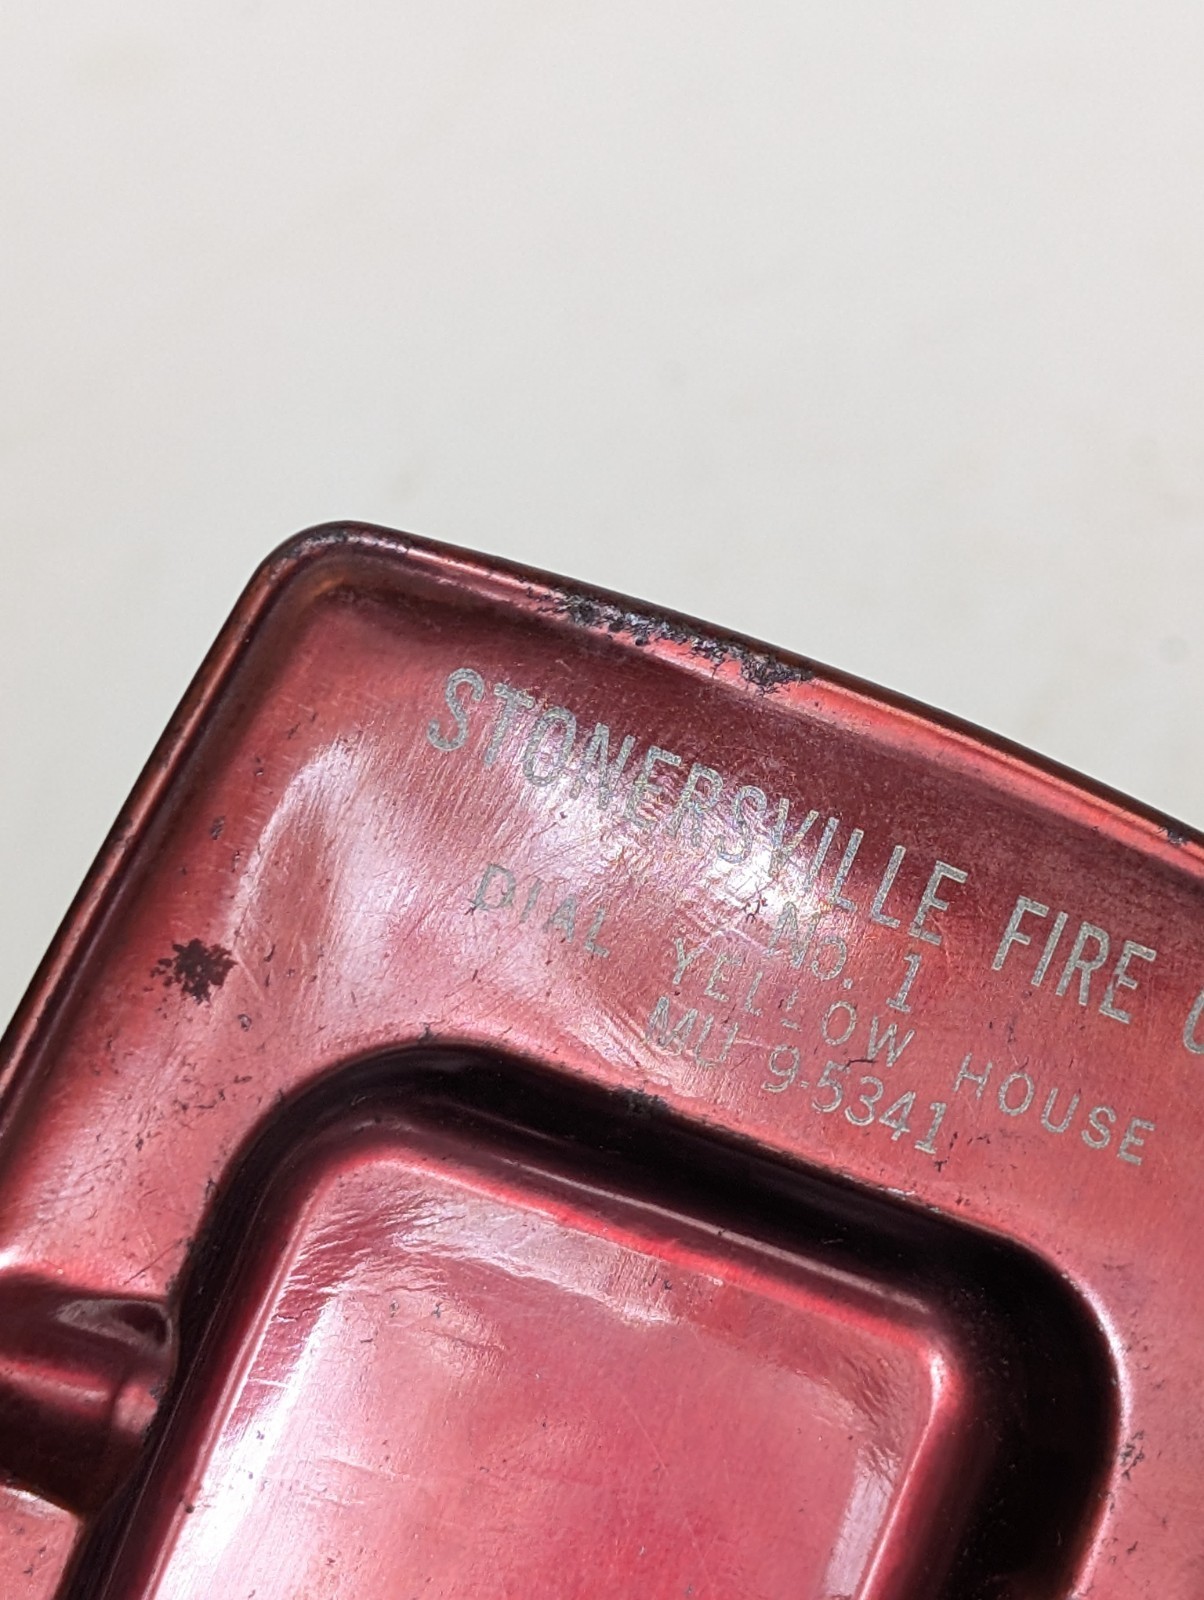 STONERSVILLE FIRE
No. 1
DIAL YELLOW HOUSE
MU 9-5341